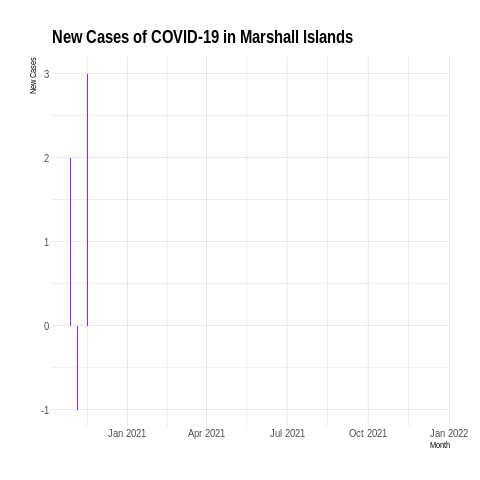 New Cases of COVID-19 in Marshall Islands
New Cases
3
2
1
0
-1
Jan 2021 Apr 2021 Jul 2021 Oct 2021 Jan 2022
Month